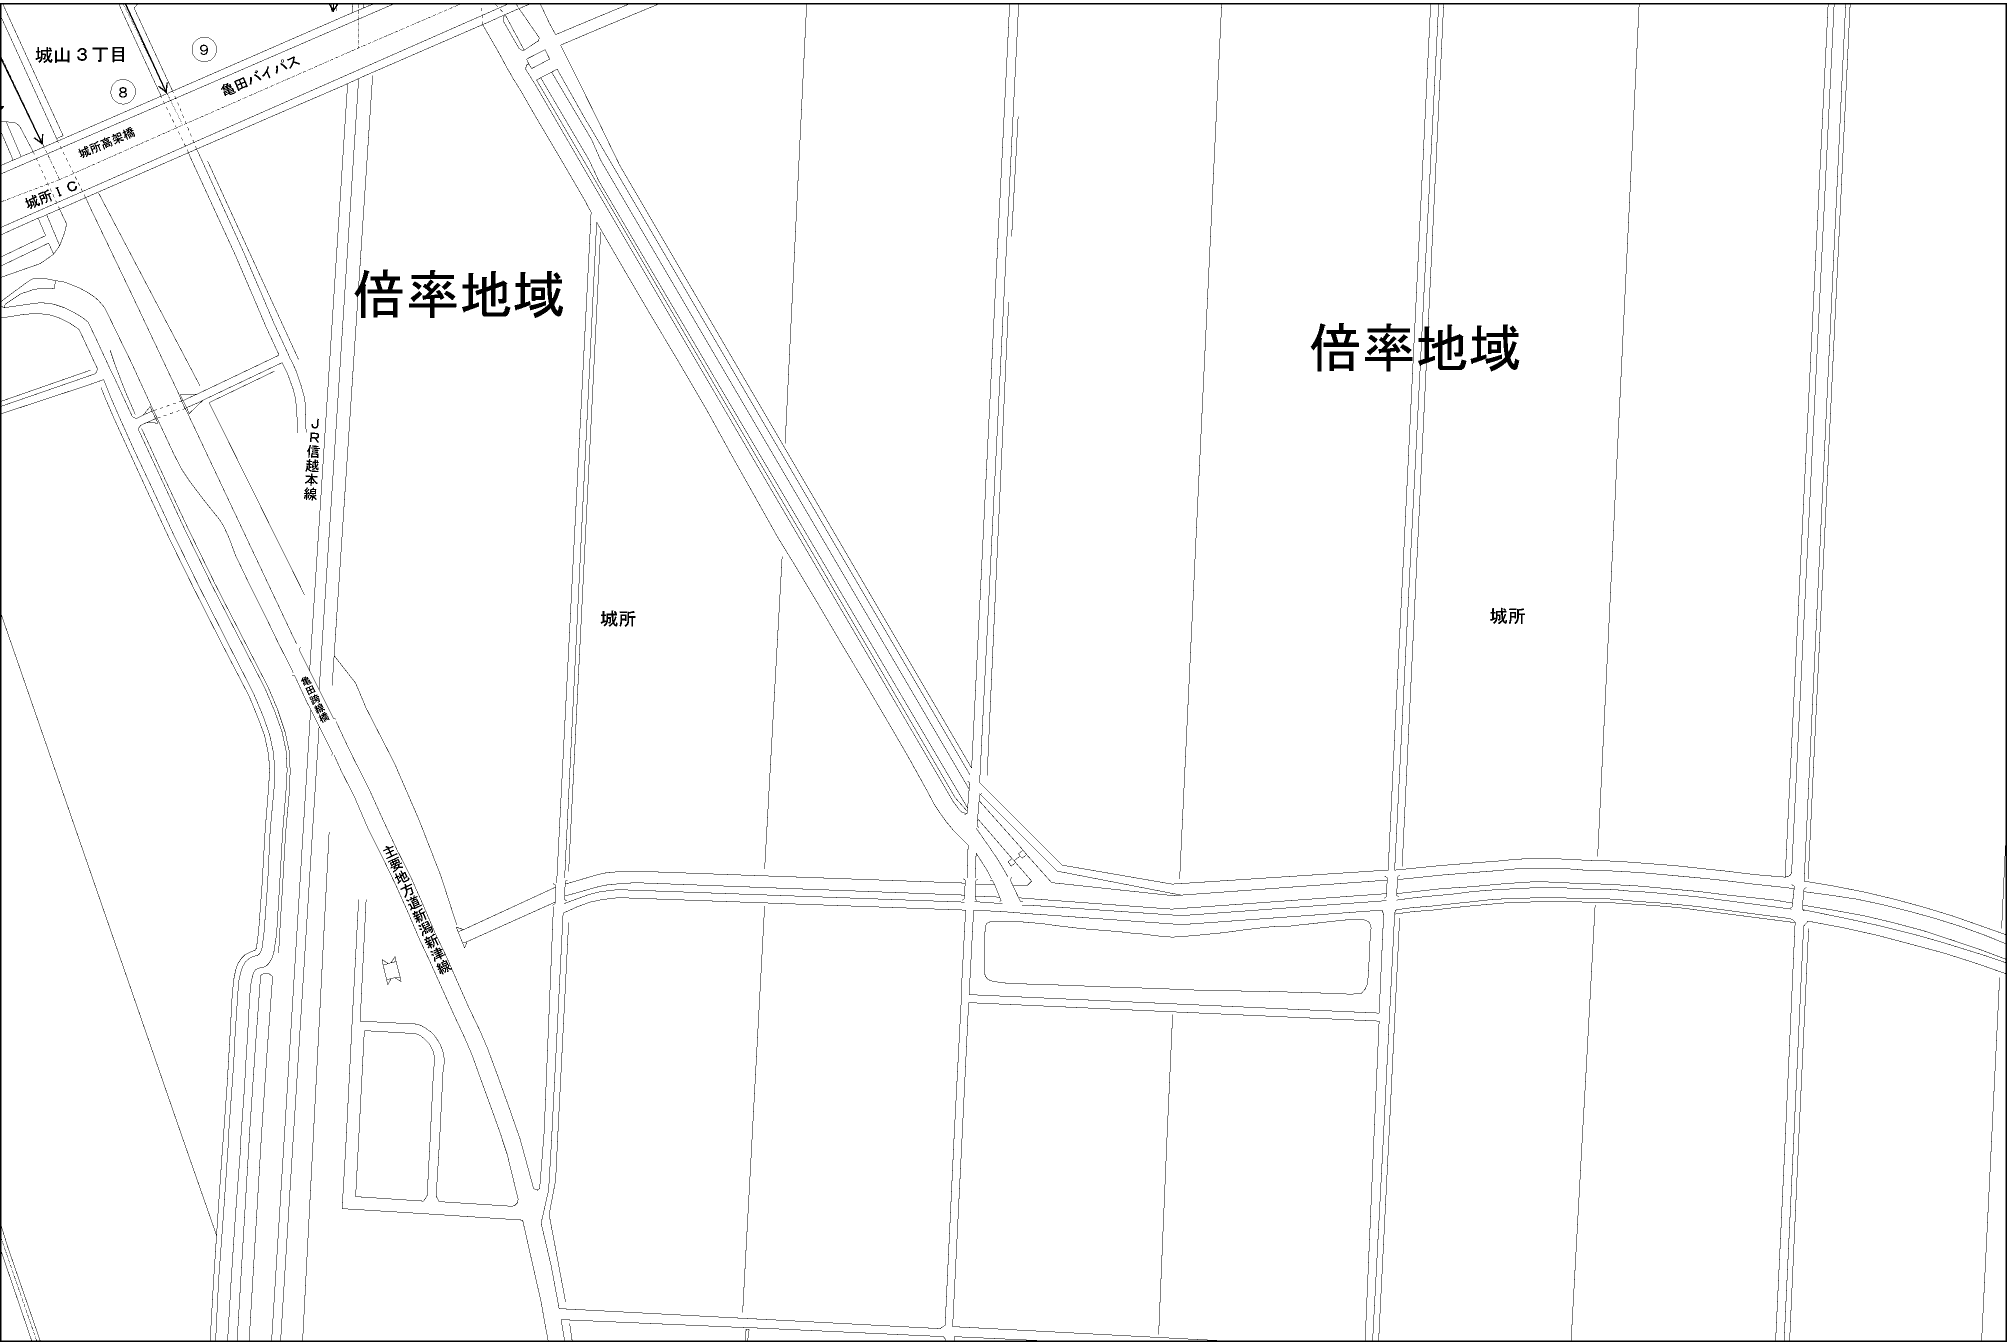 城山３丁目
⑨
⑧
亀田バイパス
城所高架橋
城所ＩＣ
倍率地域
倍率地域
ＪＲ信越本線
城所
城所
亀田跨線橋
主要地方道新潟新津線